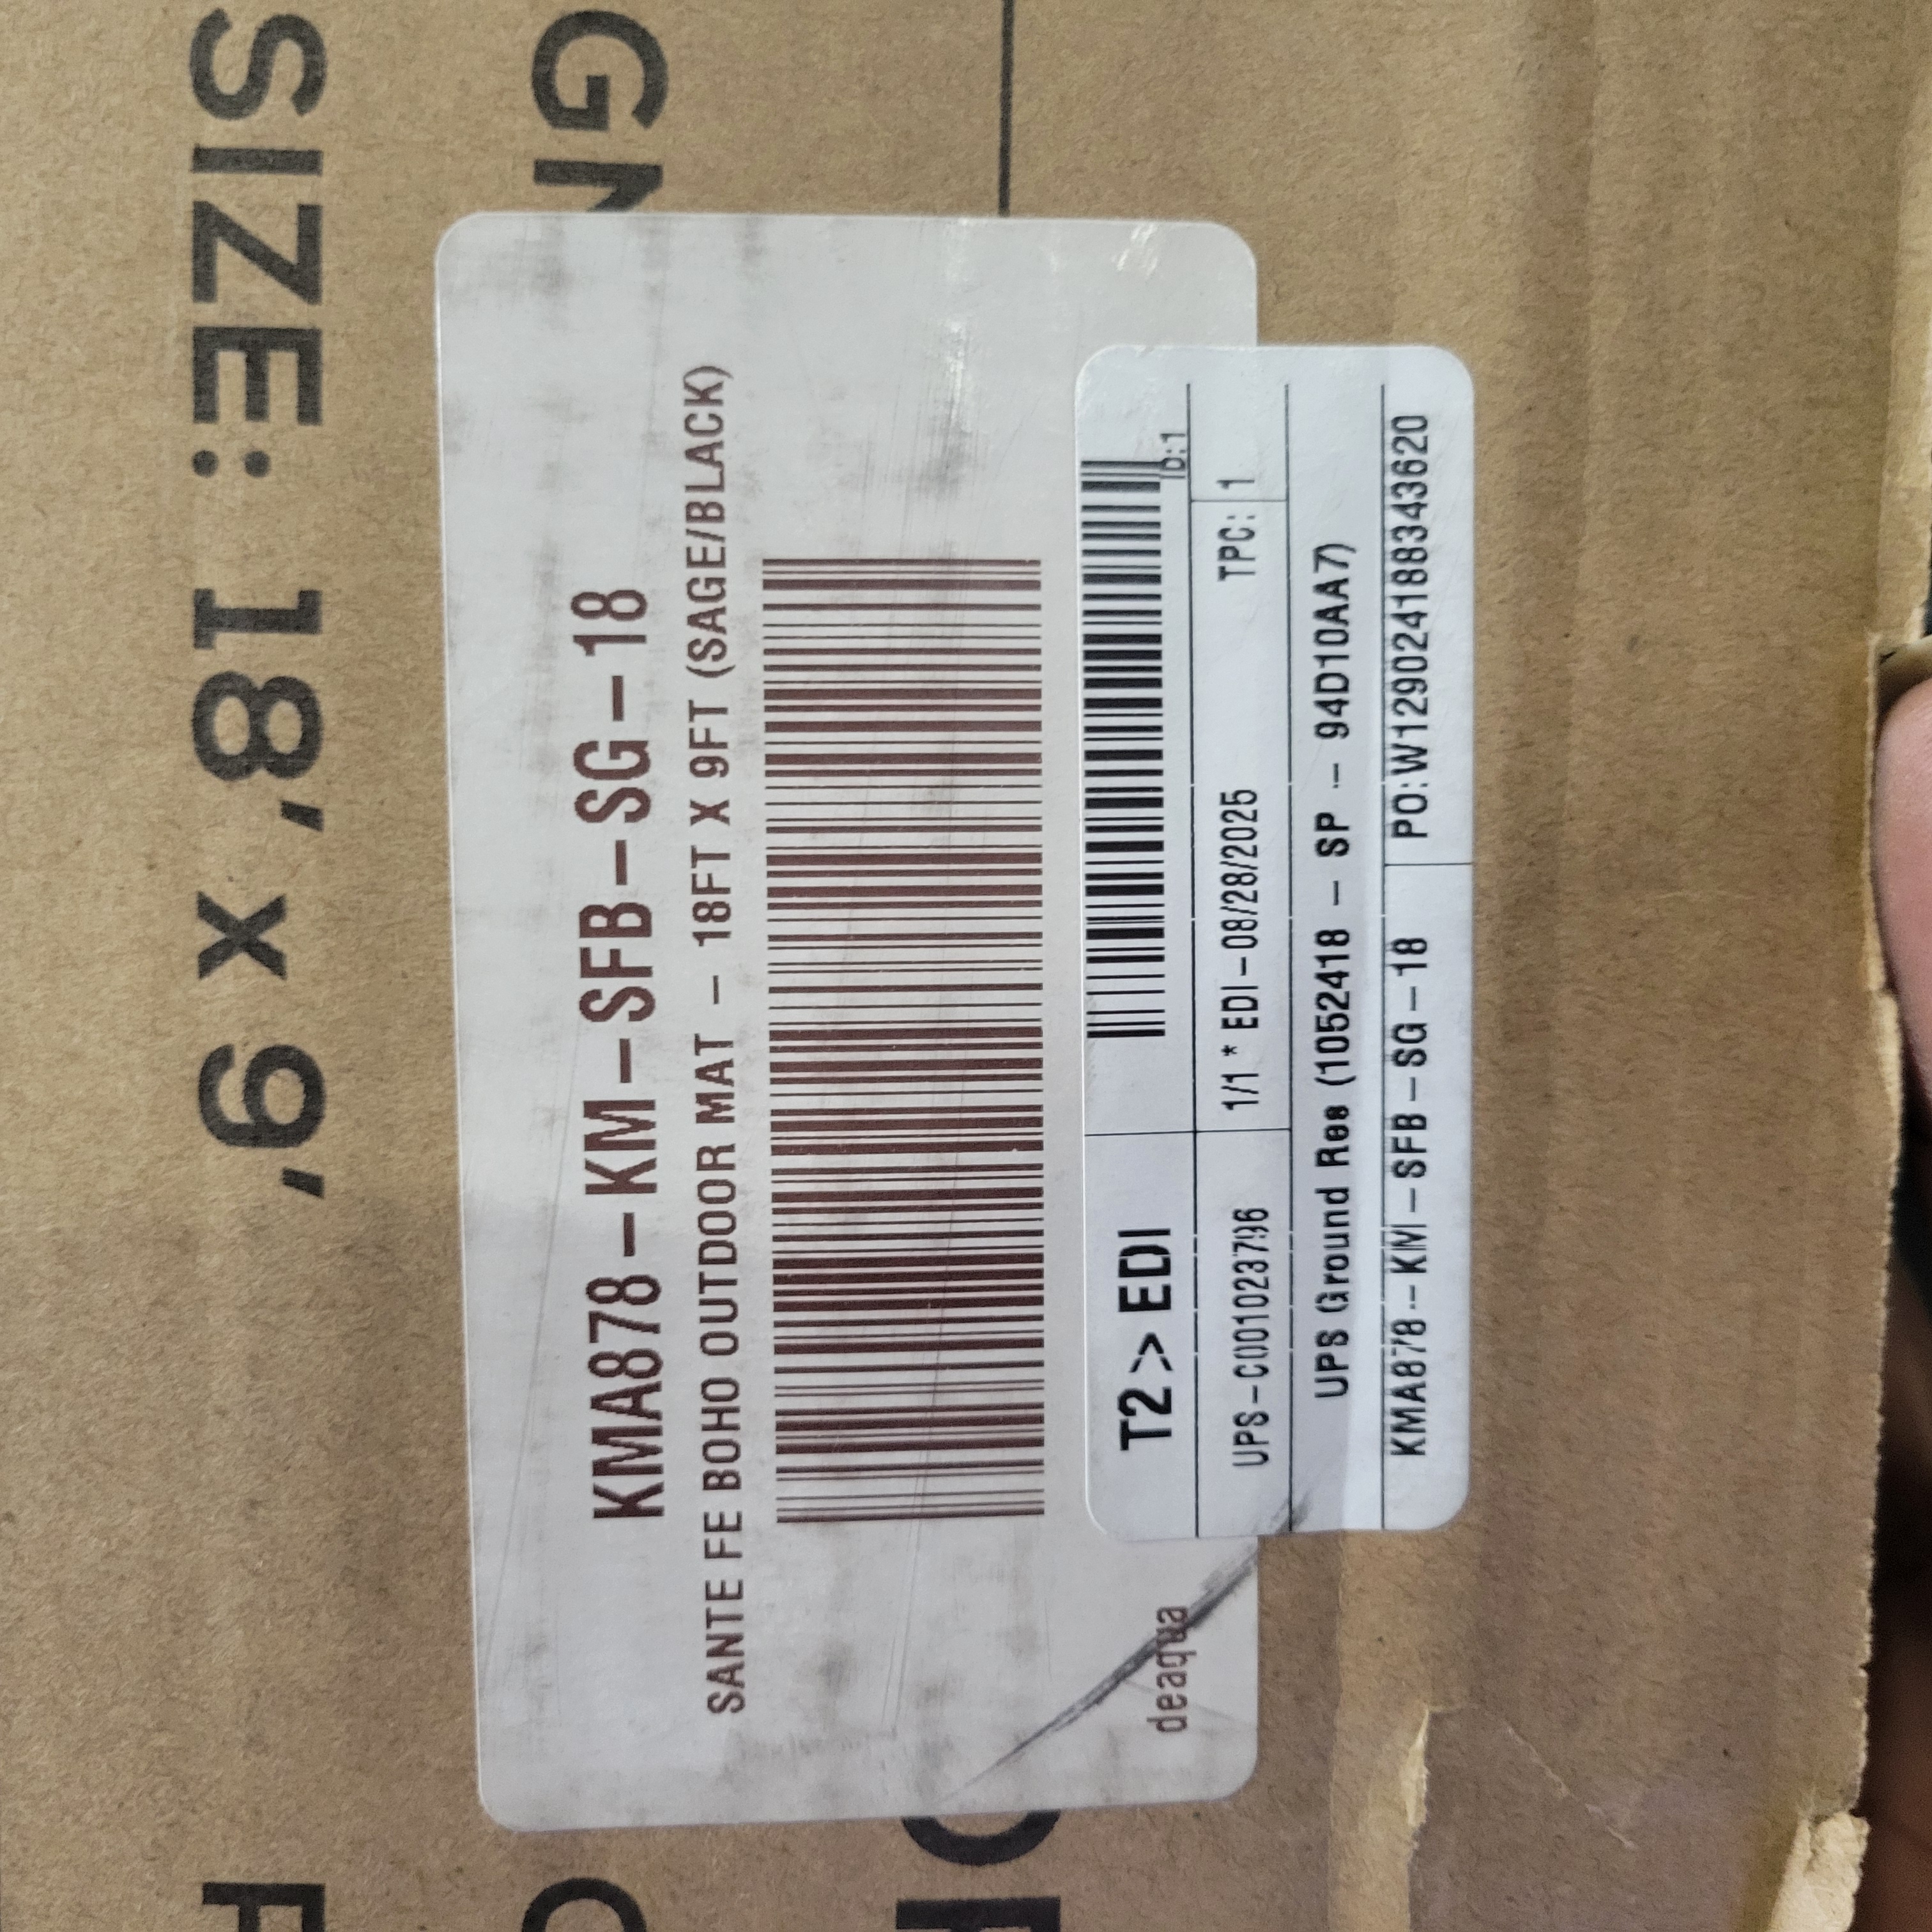 SIZE: 18' x 9'
KMA878-KM-SFB-SG-18
SANTE FE BOHO OUTDOOR MAT - 18FT X 9FT (SAGE/BLACK)
deaqua
T2 >> EDI
UPS-C001023796 1/1 * EDI-08/28/2025 TPC: 1
UPS Ground Res (1052418 - SP -- 94D10AA7)
KMA878-KM-SFB-SG-18 PO:W129024188343620